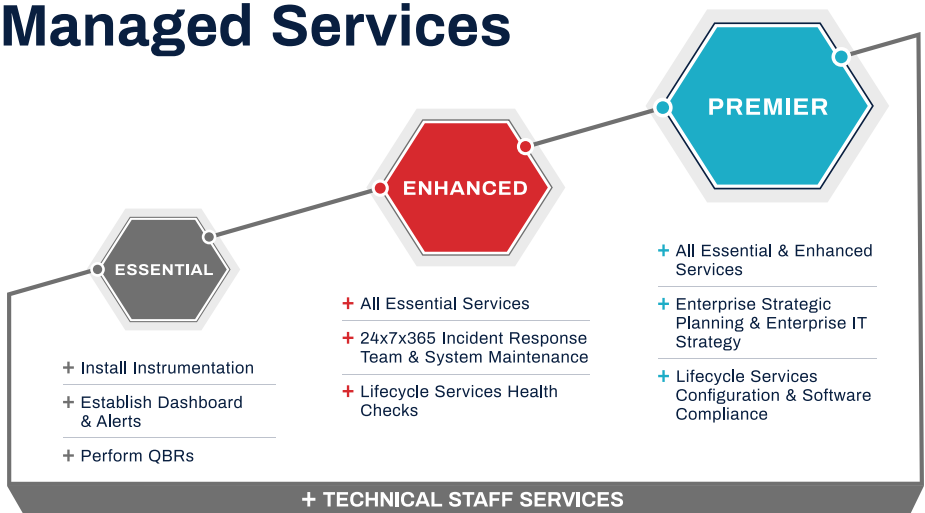 Managed Services
ESSENTIAL
+ Install Instrumentation
+ Establish Dashboard
& Alerts
+ Perform QBRs
ENHANCED
+ All Essential Services
+ 24x7x365 Incident Response
Team & System Maintenance
+ Lifecycle Services Health
Checks
PREMIER
+ All Essential & Enhanced
Services
+ Enterprise Strategic
Planning & Enterprise IT
Strategy
+ Lifecycle Services
Configuration & Software
Compliance
+ TECHNICAL STAFF SERVICES